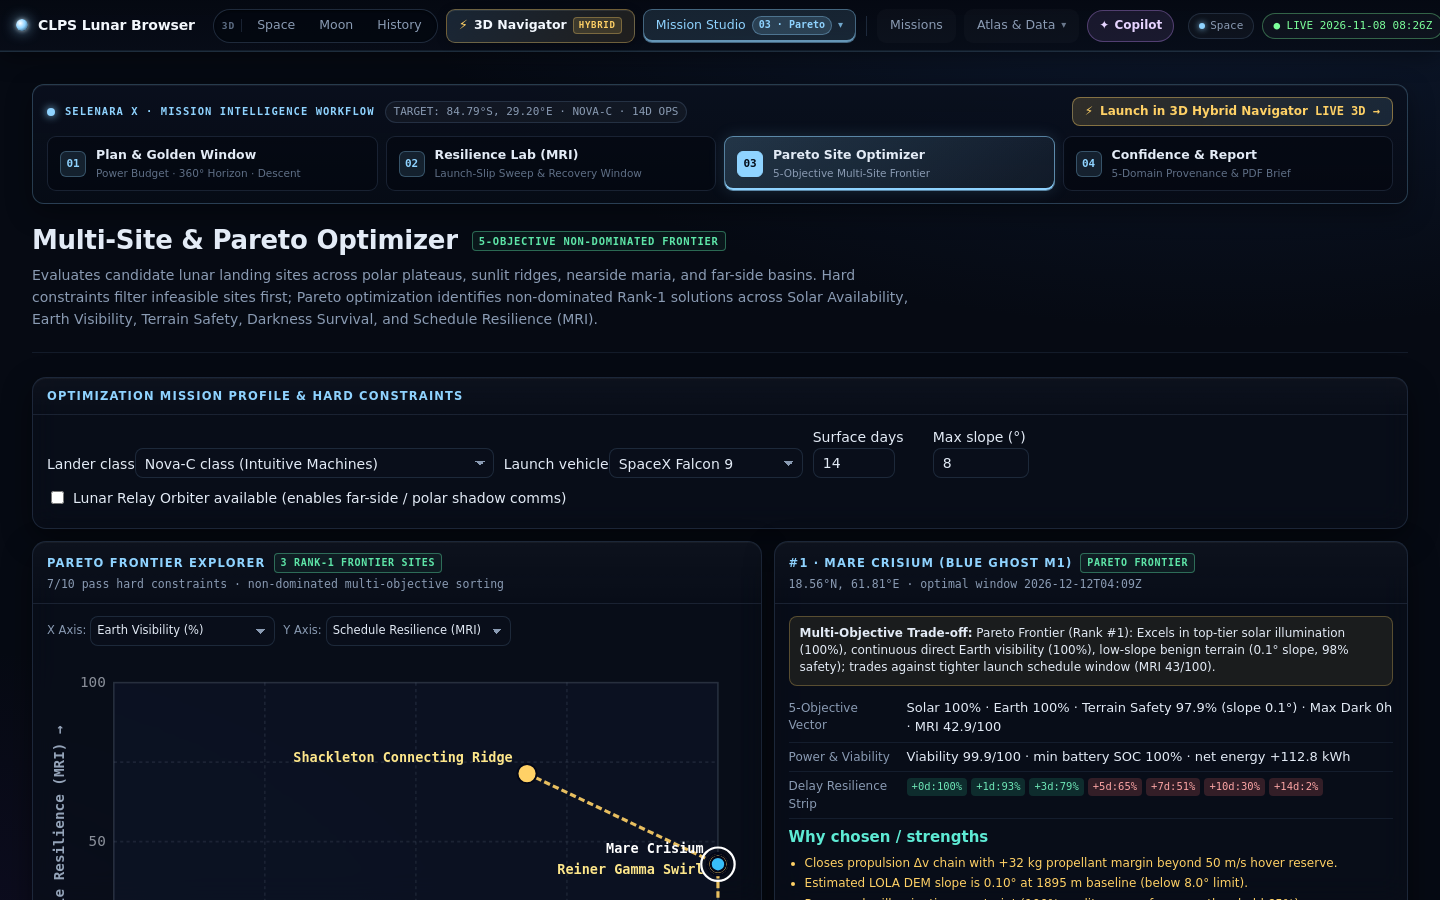 CLPS Lunar Browser
3D Space Moon History
⚡ 3D Navigator HYBRID
Mission Studio 03 · Pareto ▾
Missions
Atlas & Data ▾
✦ Copilot
Space
● LIVE 2026-11-08 08:26Z
SELENARA X · MISSION INTELLIGENCE WORKFLOW
TARGET: 84.79°S, 29.20°E · NOVA-C · 14D OPS
⚡ Launch in 3D Hybrid Navigator LIVE 3D →
01 Plan & Golden Window
Power Budget · 360° Horizon · Descent
02 Resilience Lab (MRI)
Launch-Slip Sweep & Recovery Window
03 Pareto Site Optimizer
5-Objective Multi-Site Frontier
04 Confidence & Report
5-Domain Provenance & PDF Brief
Multi-Site & Pareto Optimizer 5-OBJECTIVE NON-DOMINATED FRONTIER
Evaluates candidate lunar landing sites across polar plateaus, sunlit ridges, nearside maria, and far-side basins. Hard
constraints filter infeasible sites first; Pareto optimization identifies non-dominated Rank-1 solutions across Solar Availability,
Earth Visibility, Terrain Safety, Darkness Survival, and Schedule Resilience (MRI).
OPTIMIZATION MISSION PROFILE & HARD CONSTRAINTS
Lander class Nova-C class (Intuitive Machines)
Launch vehicle SpaceX Falcon 9
Surface days
14
Max slope (°)
8
Lunar Relay Orbiter available (enables far-side / polar shadow comms)
PARETO FRONTIER EXPLORER 3 RANK-1 FRONTIER SITES
7/10 pass hard constraints · non-dominated multi-objective sorting
X Axis: Earth Visibility (%) Y Axis: Schedule Resilience (MRI)
100
Shackleton Connecting Ridge
50
Mare Crisium
Reiner Gamma Swirl
le Resilience (MRI) →
#1 · MARE CRISIUM (BLUE GHOST M1) PARETO FRONTIER
18.56°N, 61.81°E · optimal window 2026-12-12T04:09Z
Multi-Objective Trade-off: Pareto Frontier (Rank #1): Excels in top-tier solar illumination
(100%), continuous direct Earth visibility (100%), low-slope benign terrain (0.1° slope, 98%
safety); trades against tighter launch schedule window (MRI 43/100).
5-Objective
Vector
Solar 100% · Earth 100% · Terrain Safety 97.9% (slope 0.1°) · Max Dark 0h
· MRI 42.9/100
Power & Viability Viability 99.9/100 · min battery SOC 100% · net energy +112.8 kWh
Delay Resilience
Strip
+0d:100% +1d:93% +3d:79% +5d:65% +7d:51% +10d:30% +14d:2%
Why chosen / strengths
• Closes propulsion Δv chain with +32 kg propellant margin beyond 50 m/s hover reserve.
• Estimated LOLA DEM slope is 0.10° at 1895 m baseline (below 8.0° limit).